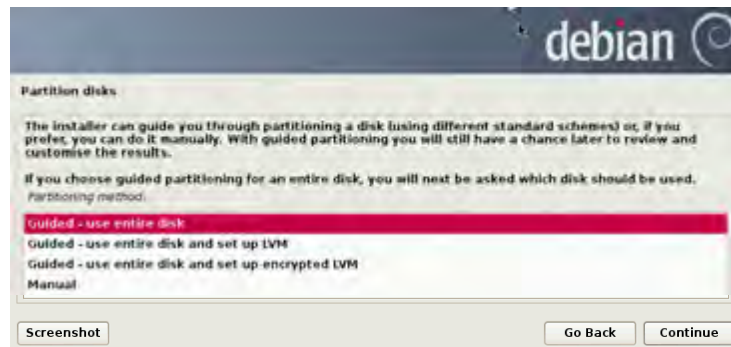 debian
Partition disks
The installer can guide you through partitioning a disk (using different standard schemes) or, if you
prefer, you can do it manually. With guided partitioning you will still have a chance later to review and
customise the results.
If you choose guided partitioning for an entire disk, you will next be asked which disk should be used.
Partitioning method:
Guided - use entire disk
Guided - use entire disk and set up LVM
Guided - use entire disk and set up encrypted LVM
Manual
Screenshot
Go Back
Continue